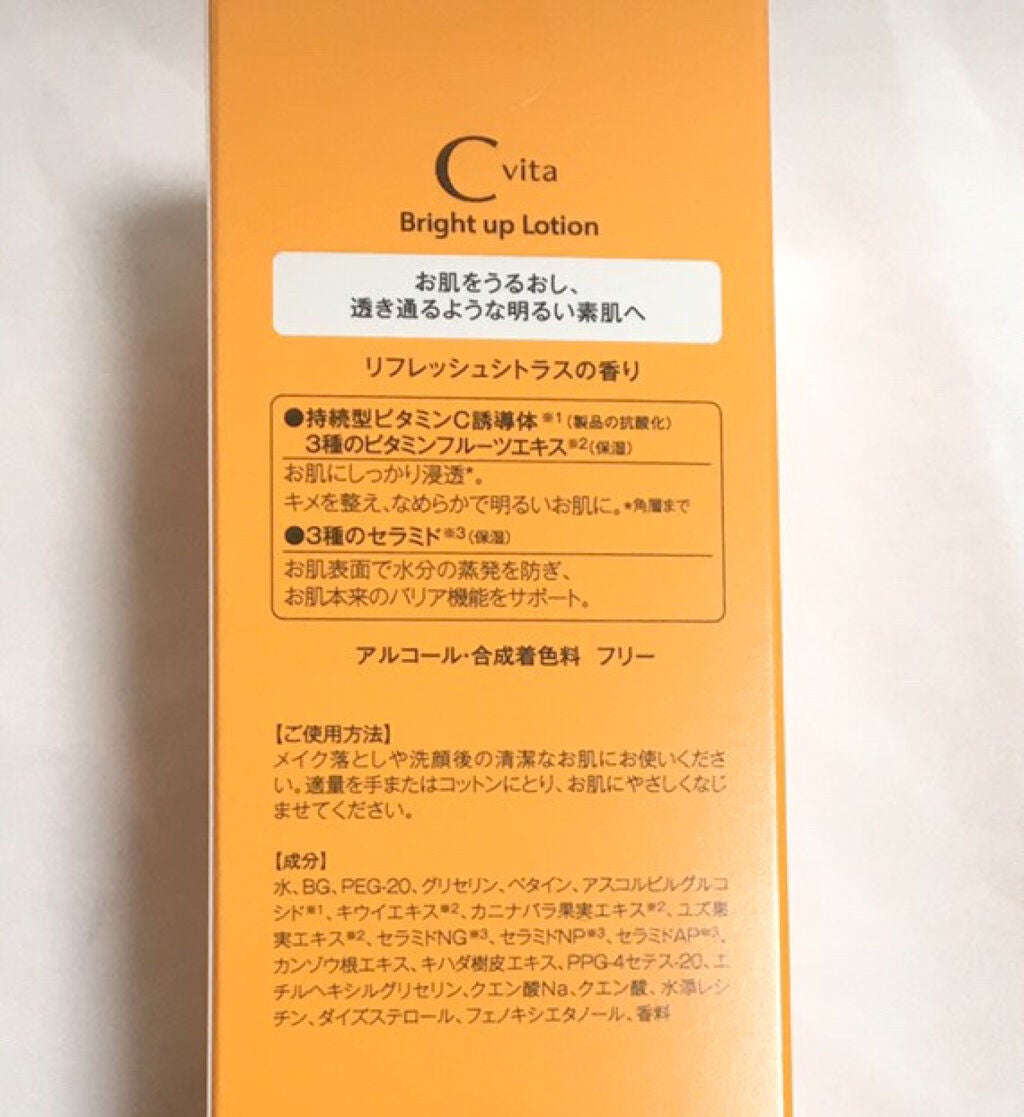 C vita
Bright up Lotion
お肌をうるおし、
透き通るような明るい素肌へ
リフレッシュシトラスの香り
●持続型ビタミンC誘導体※1(製品の抗酸化)
3種のビタミンフルーツエキス※2(保湿)
お肌にしっかり浸透*。
キメを整え、なめらかで明るいお肌に。*角層まで
●3種のセラミド※3(保湿)
お肌表面で水分の蒸発を防ぎ、
お肌本来のバリア機能をサポート。
アルコール・合成着色料 フリー
【ご使用方法】
メイク落としや洗顔後の清潔なお肌にお使いくださ
い。適量を手またはコットンにとり、お肌にやさしくなじ
ませてください。
【成分】
水、BG、PEG-20、グリセリン、ベタイン、アスコルビルグルコ
シド※1、キウイエキス※2、カニナバラ果実エキス※2、ユズ果
実エキス※2、セラミドNG※3、セラミドNP※3、セラミドAP※3、
カンゾウ根エキス、キハダ樹皮エキス、PPG-4セテス-20、エ
チルヘキシルグリセリン、クエン酸Na、クエン酸、水添レシ
チン、ダイズステロール、フェノキシエタノール、香料